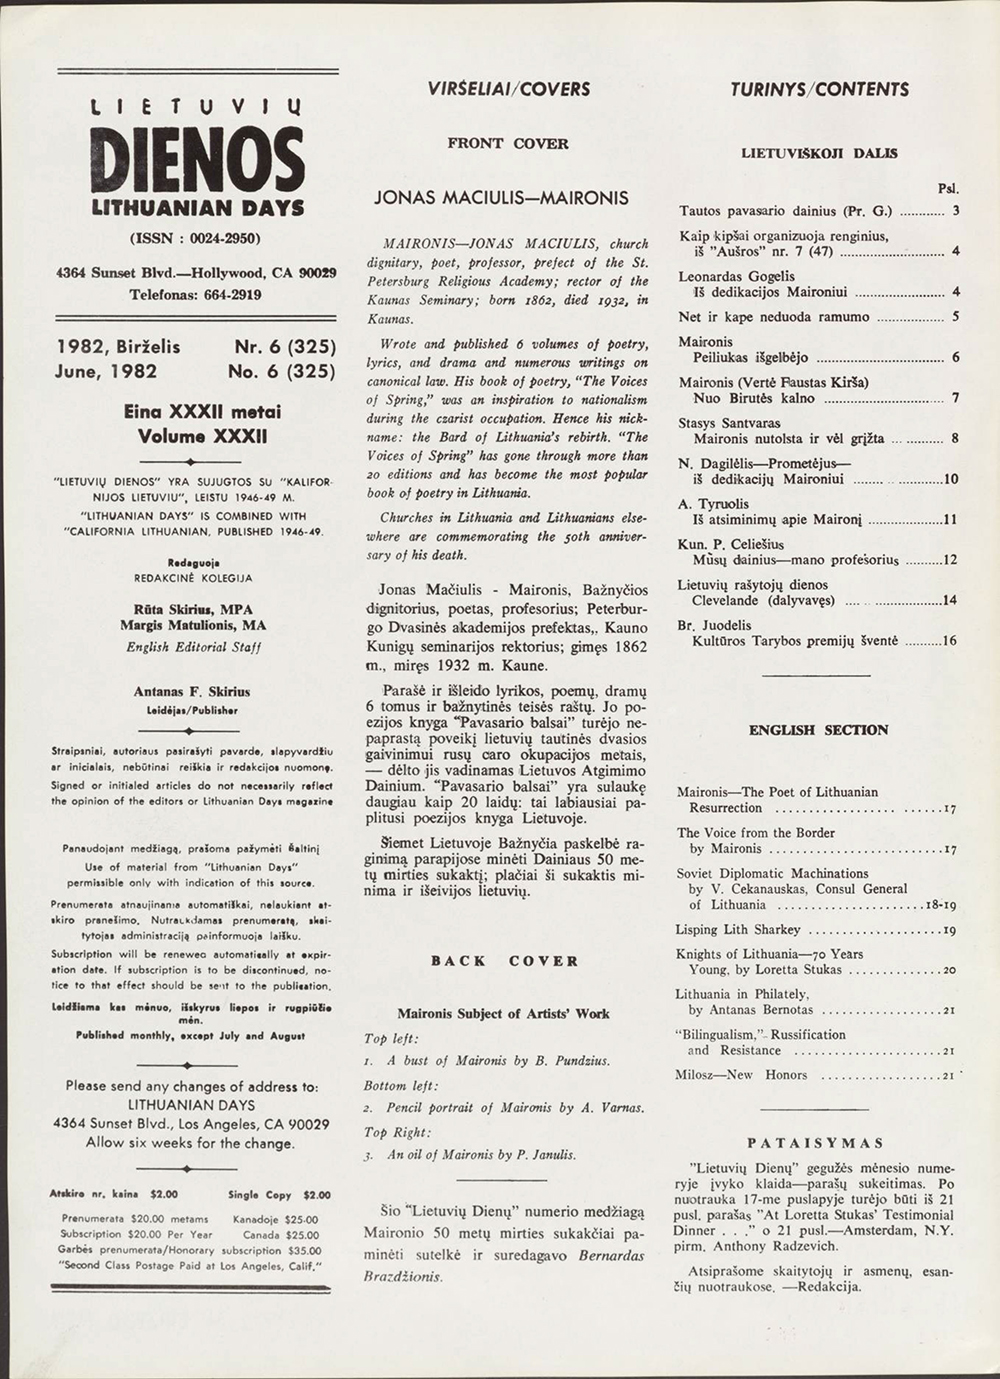 LIETUVIŲ
DIENOS
LITHUANIAN DAYS
(ISSN : 0024-2950)
4364 Sunset Blvd.—Hollywood, CA 90029
Telefonas: 664-2919
1982, Birželis Nr. 6 (325)
June, 1982 No. 6 (325)
Eina XXXII metai
Volume XXXII
"LIETUVIŲ DIENOS" YRA SUJUGTOS SU "KALIFOR-
NIJOS LIETUVIU", LEISTU 1946-49 M.
"LITHUANIAN DAYS" IS COMBINED WITH
"CALIFORNIA LITHUANIAN, PUBLISHED 1946-49.
Redaguoja
REDAKCINĖ KOLEGIJA
Rūta Skirius, MPA
Margis Matulionis, MA
English Editorial Staff
Antanas F. Skirius
Leidėjas/Publisher
Straipsniai, autoriaus pasirašyti pavarde, slapyvardžiu
ar inicialais, nebūtinai reiškia ir redakcijos nuomonę.
Signed or initialed articles do not necessarily reflect
the opinion of the editors or Lithuanian Days magazine
Panaudojant medžiagą, prašoma pažymėti šaltinį
Use of material from "Lithuanian Days"
permissible only with indication of this source.
Prenumerata atnaujinama automatiškai, nelaukiant at-
skiro pranešimo. Nutraukdamas prenumeratą, skai-
tytojas administraciją painformuoja laišku.
Subscription will be renewed automatically at expir-
ation date. If subscription is to be discontinued, no-
tice to that effect should be sent to the publisation.
Leidžiama kas mėnuo, išskyrus liepos ir rugpiūčio
mėn.
Published monthly, except July and August
Please send any changes of address to:
LITHUANIAN DAYS
4364 Sunset Blvd., Los Angeles, CA 90029
Allow six weeks for the change.
Atskiro nr. kaina $2.00 Single Copy $2.00
Prenumerata $20.00 metams Kanadoje $25.00
Subscription $20.00 Per Year Canada $25.00
Garbės prenumerata/Honorary subscription $35.00
"Second Class Postage Paid at Los Angeles, Calif."
VIRŠELIAI/COVERS
FRONT COVER
JONAS MACIULIS—MAIRONIS
MAIRONIS—JONAS MACIULIS, church
dignitary, poet, professor, prefect of the St.
Petersburg Religious Academy; rector of the
Kaunas Seminary; born 1862, died 1932, in
Kaunas.
Wrote and published 6 volumes of poetry,
lyrics, and drama and numerous writings on
canonical law. His book of poetry, "The Voices
of Spring," was an inspiration to nationalism
during the czarist occupation. Hence his nick-
name: the Bard of Lithuania's rebirth. "The
Voices of Spring" has gone through more than
20 editions and has become the most popular
book of poetry in Lithuania.
Churches in Lithuania and Lithuanians else-
where are commemorating the 50th anniver-
sary of his death.
Jonas Mačiulis - Maironis, Bažnyčios
dignitorius, poetas, profesorius; Peterbur-
go Dvasinės akademijos prefektas,. Kauno
Kunigų seminarijos rektorius; gimęs 1862
m., miręs 1932 m. Kaune.
Parašė ir išleido lyrikos, poemų, dramų
6 tomus ir bažnytinės teisės raštų. Jo po-
ezijos knyga "Pavasario balsai" turėjo ne-
paprastą poveikį lietuvių tautinės dvasios
gaivinimui rusų caro okupacijos metais,
— dėlto jis vadinamas Lietuvos Atgimimo
Dainium. "Pavasario balsai" yra sulaukę
daugiau kaip 20 laidų: tai labiausiai pa-
plitusi poezijos knyga Lietuvoje.
Šiemet Lietuvoje Bažnyčia paskelbė ra-
ginimą parapijose minėti Dainiaus 50 me-
tų mirties sukaktį; plačiai ši sukaktis mi-
nima ir išeivijos lietuvių.
BACK COVER
Maironis Subject of Artists' Work
Top left:
1. A bust of Maironis by B. Pundzius.
Bottom left:
2. Pencil portrait of Maironis by A. Varnas.
Top Right:
3. An oil of Maironis by P. Janulis.
Šio "Lietuvių Dienų" numerio medžiagą
Maironio 50 metų mirties sukakčiai pa-
minėti sutelkė ir suredagavo Bernardas
Brazdžionis.
TURINYS/CONTENTS
LIETUVIŠKOJI DALIS
Psl.
Tautos pavasario dainius (Pr. G.) ............ 3
Kaip kipšai organizuoja renginius,
iš "Aušros" nr. 7 (47) ............................ 4
Leonardas Gogelis
Iš dedikacijos Maironiui ........................ 4
Net ir kape neduoda ramumo .................. 5
Maironis
Peiliukas išgelbėjo .................................. 6
Maironis (Vertė Faustas Kirša)
Nuo Birutės kalno ................................ 7
Stasys Santvaras
Maironis nutolsta ir vėl grįžta ... .......... 8
N. Dagilėlis—Prometėjus—
iš dedikacijų Maironiui ........ .. ............10
A. Tyruolis
Iš atsiminimų apie Maironį ....................11
Kun. P. Celiešius
Mūsų dainius—mano profesorius ..........12
Lietuvių rašytojų dienos
Clevelande (dalyvavęs) .... .. ..................14
Br. Juodelis
Kultūros Tarybos premijų šventė ..........16
ENGLISH SECTION
Maironis—The Poet of Lithuanian
Resurrection .................. ......17
The Voice from the Border
by Maironis ..........................17
Soviet Diplomatic Machinations
by V. Cekanauskas, Consul General
of Lithuania ......................18-19
Lisping Lith Sharkey ....................19
Knights of Lithuania—70 Years
Young, by Loretta Stukas ..............20
Lithuania in Philately,
by Antanas Bernotas ..................21
"Bilingualism," Russification
and Resistance ......................21
Milosz—New Honors ..................21
PATAISYMAS
"Lietuvių Dienų" gegužės mėnesio nume-
ryje įvyko klaida—parašų sukeitimas. Po
nuotrauka 17-me puslapyje turėjo būti iš 21
pusl. parašas "At Loretta Stukas' Testimonial
Dinner . . ." o 21 pusl.—Amsterdam, N.Y.
pirm. Anthony Radzevich.
Atsiprašome skaitytojų ir asmenų, esan-
čių nuotraukose. —Redakcija.